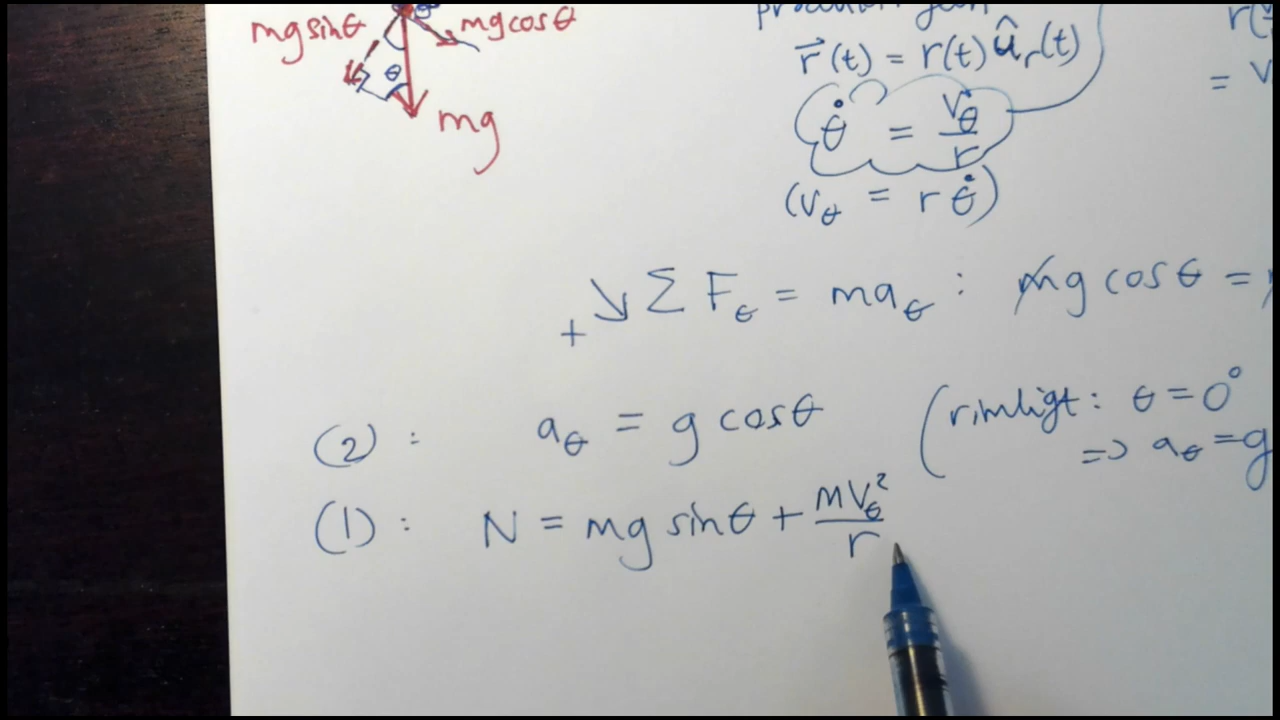 mg sinθ
θ
mg cosθ
θ
mg
r⃗(t) = r(t) û_r(t)
θ̇ = v_θ / r
(v_θ = r θ̇)
= v
+ ↘ Σ F_θ = ma_θ : mg cosθ =
(2) : a_θ = g cosθ
(rimligt: θ = 0°
=> a_θ = g
(1) : N = mg sinθ + mv_θ² / r